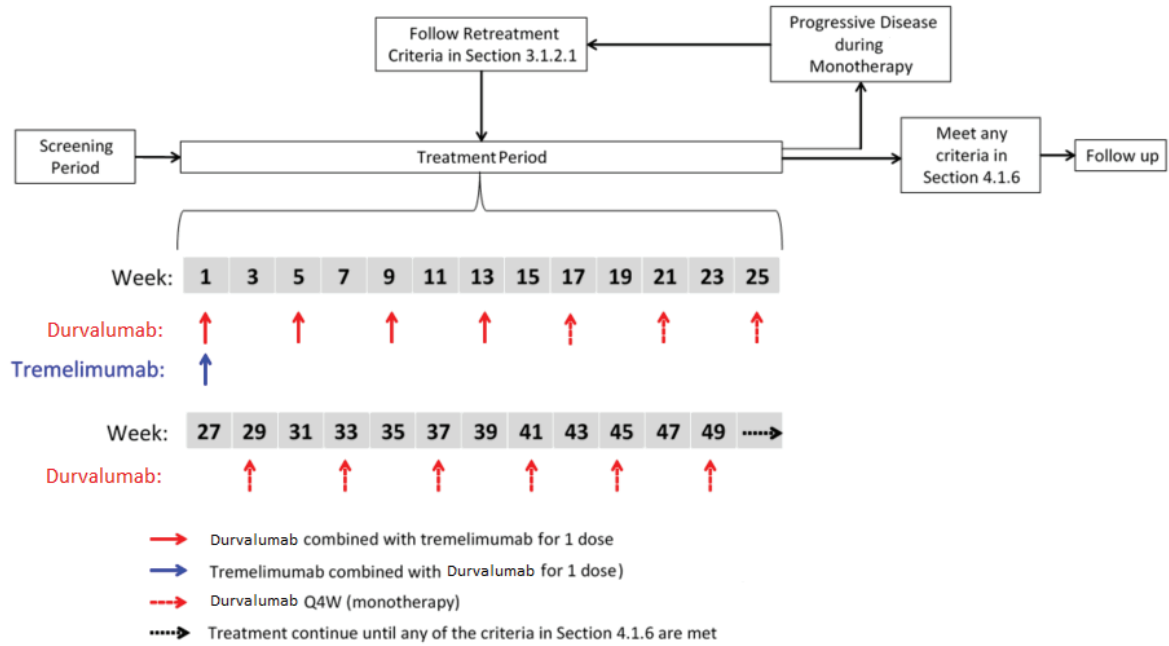 Follow Retreatment
Criteria in Section 3.1.2.1
Progressive Disease
during
Monotherapy
Screening
Period
Treatment Period
Meet any
criteria in
Section 4.1.6
Follow up
Week: 1 3 5 7 9 11 13 15 17 19 21 23 25
Durvalumab:
Tremelimumab:
Week: 27 29 31 33 35 37 39 41 43 45 47 49
Durvalumab:
Durvalumab combined with tremelimumab for 1 dose
Tremelimumab combined with Durvalumab for 1 dose)
Durvalumab Q4W (monotherapy)
Treatment continue until any of the criteria in Section 4.1.6 are met